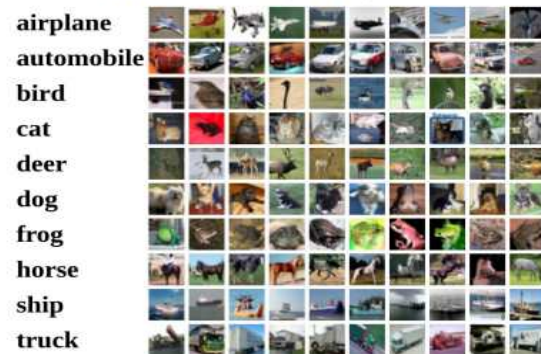 airplane
automobile
bird
cat
deer
dog
frog
horse
ship
truck